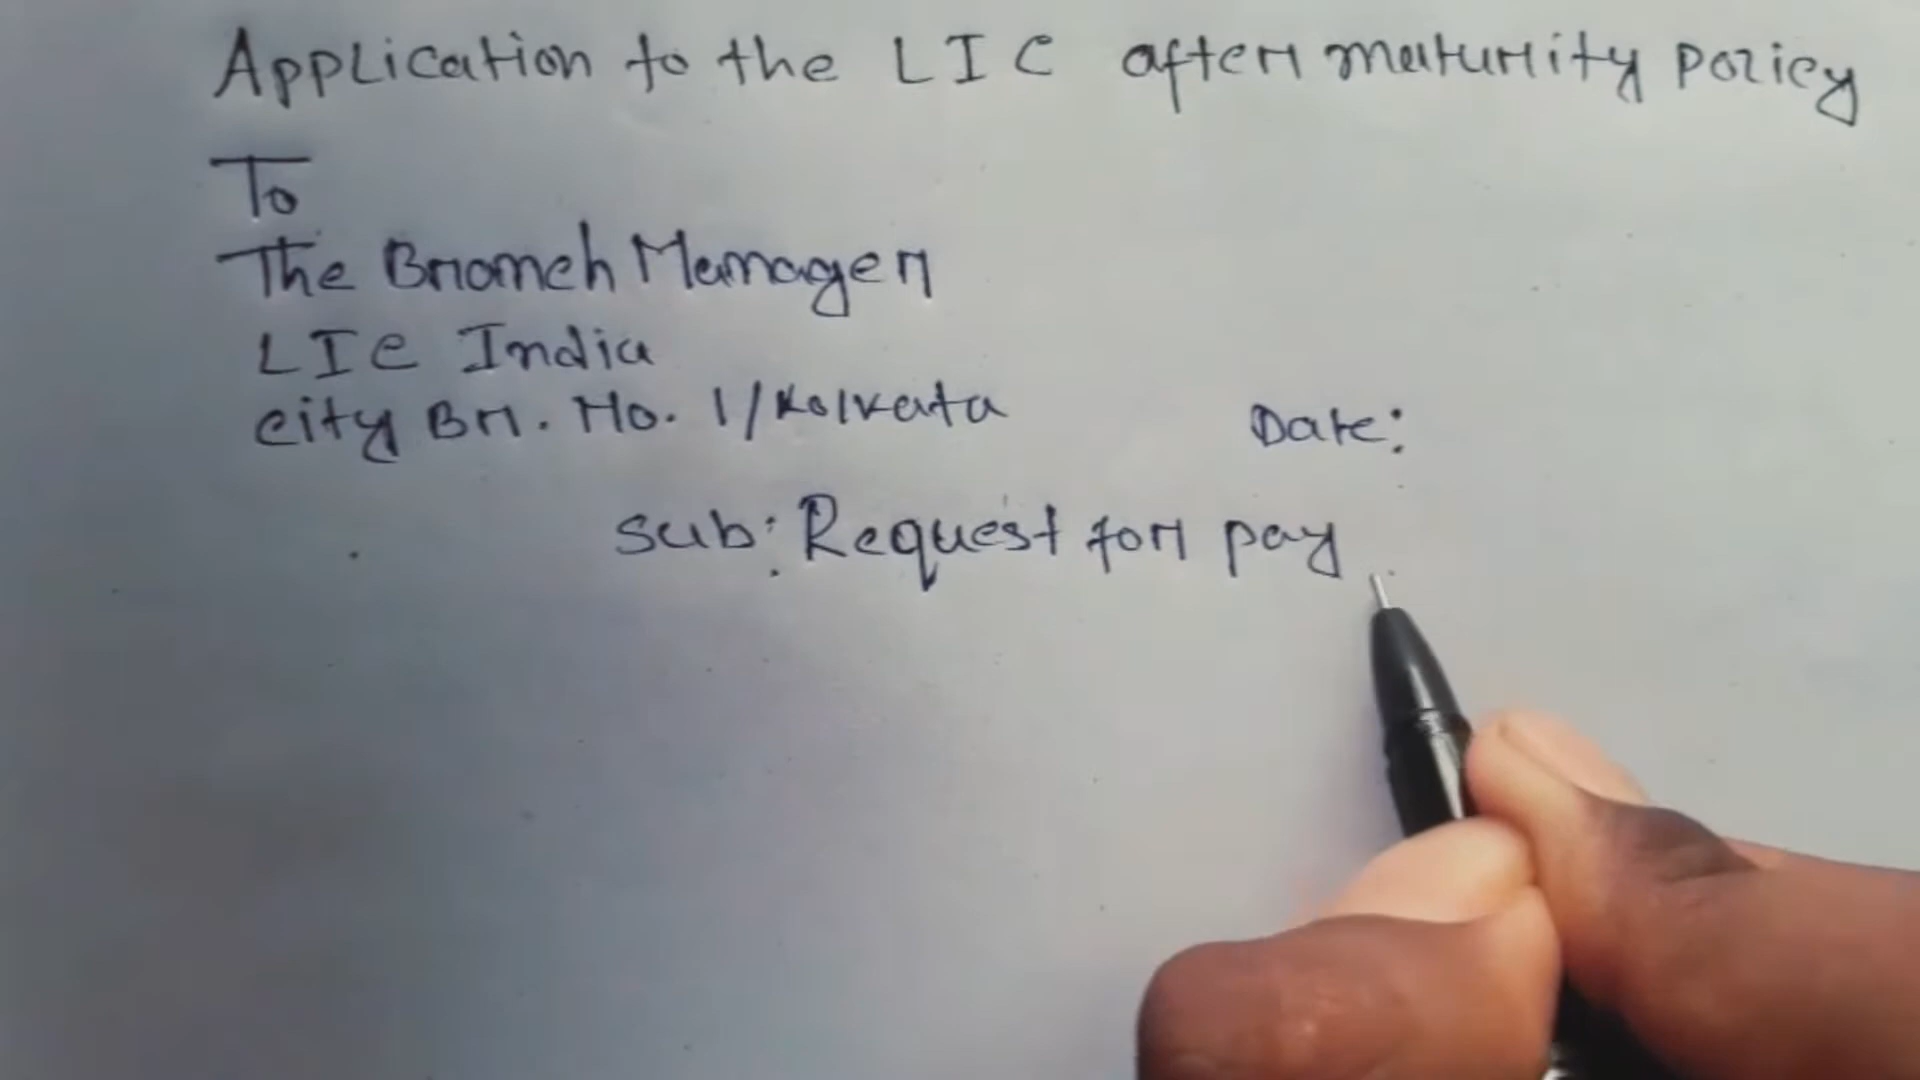 Application to the LIC after maturity policy
To
The Branch Manager
LIC India
City Br. No. 1/Kolkata
Date:
Sub: Request for pay